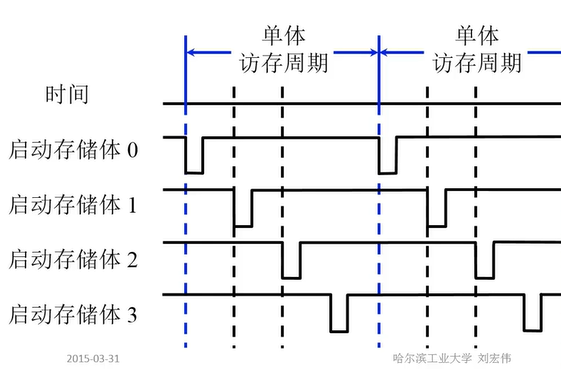 单体 单体
访存周期 访存周期
时间
启动存储体 0
启动存储体 1
启动存储体 2
启动存储体 3
2015-03-31 哈尔滨工业大学 刘宏伟